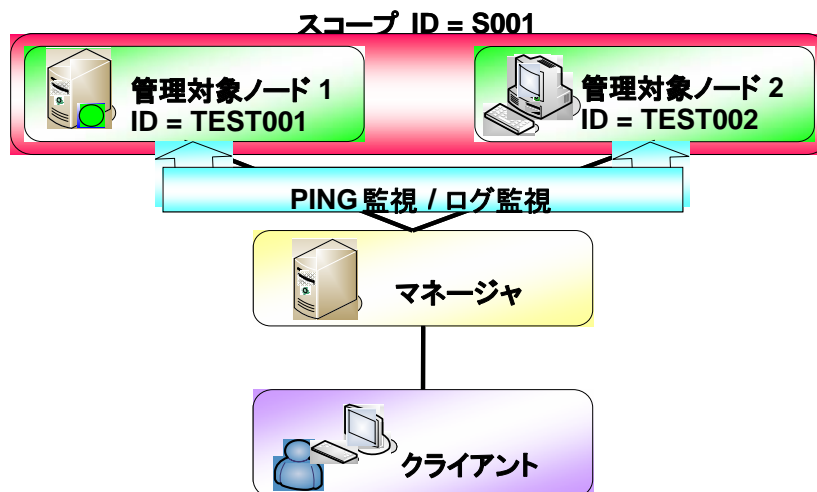 スコープ ID = S001
管理対象ノード 1
ID = TEST001
管理対象ノード 2
ID = TEST002
PING 監視 / ログ監視
マネージャ
クライアント